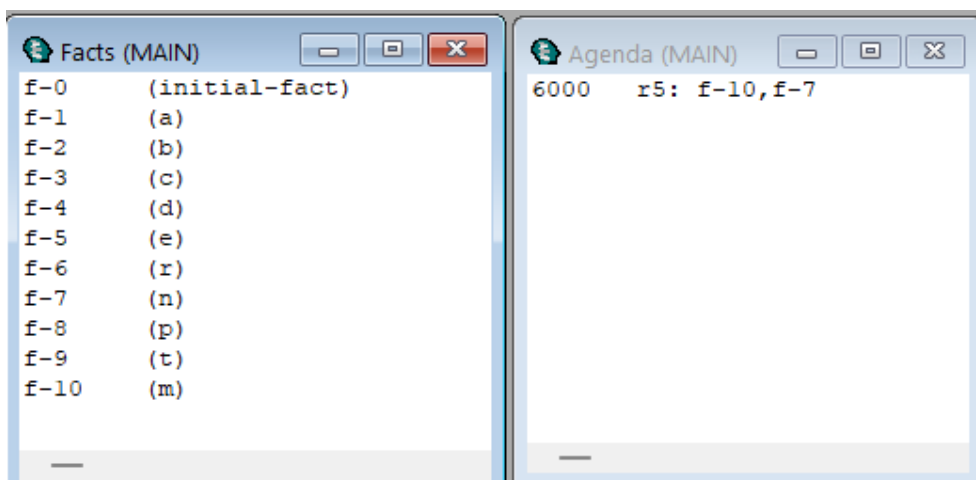 Facts (MAIN)
f-0 (initial-fact)
f-1 (a)
f-2 (b)
f-3 (c)
f-4 (d)
f-5 (e)
f-6 (r)
f-7 (n)
f-8 (p)
f-9 (t)
f-10 (m)
Agenda (MAIN)
6000 r5: f-10,f-7